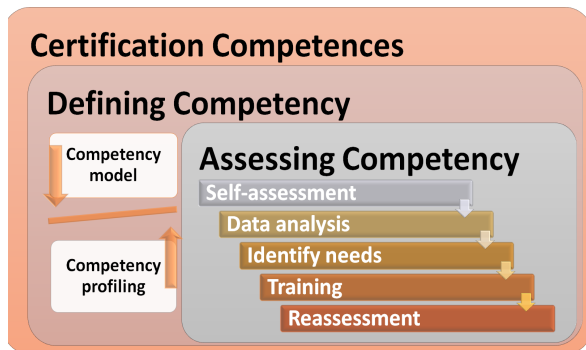 Certification Competences
Defining Competency
Competency
model
Competency
profiling
Assessing Competency
Self-assessment
Data analysis
Identify needs
Training
Reassessment